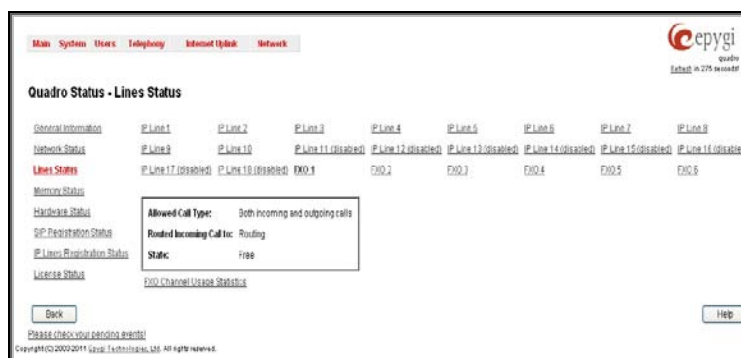 Main System Users Telephony Internet Uplink Network
epygi
quadro
Refresh in 275 seconds!
Quadro Status - Lines Status
General Information IP Line 1 IP Line 2 IP Line 3 IP Line 4 IP Line 5 IP Line 6 IP Line 7 IP Line 8
Network Status IP Line 9 IP Line 10 IP Line 11 (disabled) IP Line 12 (disabled) IP Line 13 (disabled) IP Line 14 (disabled) IP Line 15 (disabled) IP Line 16 (disable
Lines Status IP Line 17 (disabled) IP Line 18 (disabled) FXO 1 FXO 2 FXO 3 FXO 4 FXO 5 FXO 6
Memory Status
Hardware Status
SIP Registration Status
IP Lines Registration Status
License Status
Allowed Call Type: Both incoming and outgoing calls
Routed Incoming Call to: Routing
State: Free
FXO Channel Usage Statistics
Back
Help
Please check your pending events!
Copyright (C) 2003-2011 Epygi Technologies, Ltd. All rights reserved.